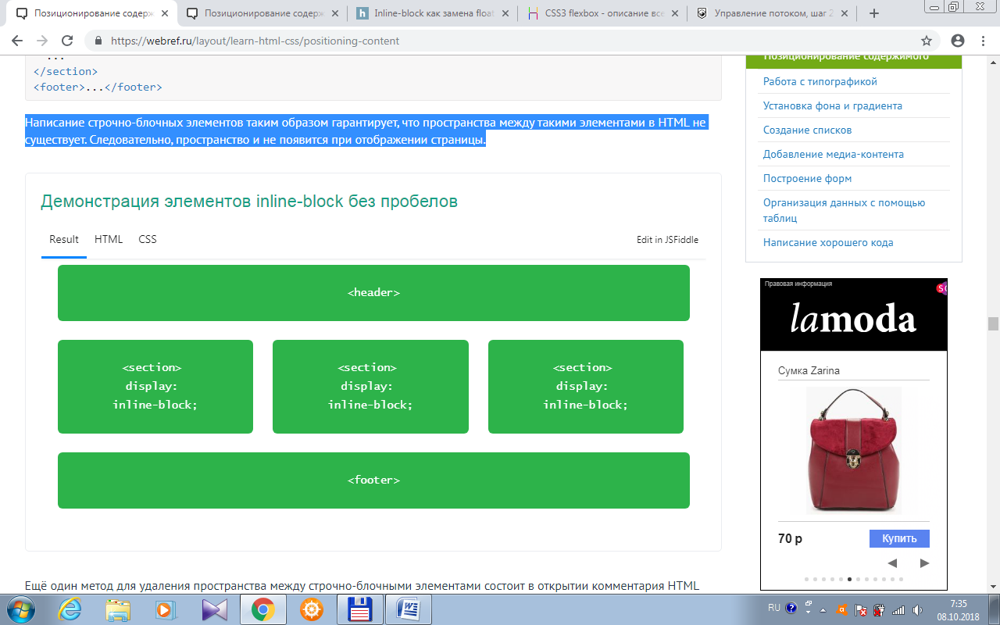 Позиционирование содерж
Позиционирование содерж
Inline-block как замена float
CSS3 flexbox - описание все
Управление потоком, шаг 2
https://webref.ru/layout/learn-html-css/positioning-content
...
</section>
<footer>...</footer>
Написание строчно-блочных элементов таким образом гарантирует, что пространства между такими элементами в HTML не
существует. Следовательно, пространство и не появится при отображении страницы.
Демонстрация элементов inline-block без пробелов
Result HTML CSS Edit in JSFiddle
<header>
<section>
display:
inline-block;
<section>
display:
inline-block;
<section>
display:
inline-block;
<footer>
Ещё один метод для удаления пространства между строчно-блочными элементами состоит в открытии комментария HTML
Позиционирование содержимого
Работа с типографикой
Установка фона и градиента
Создание списков
Добавление медиа-контента
Построение форм
Организация данных с помощью
таблиц
Написание хорошего кода
Правовая информация
lamoda
Сумка Zarina
70 р Купить
RU
7:35
08.10.2018